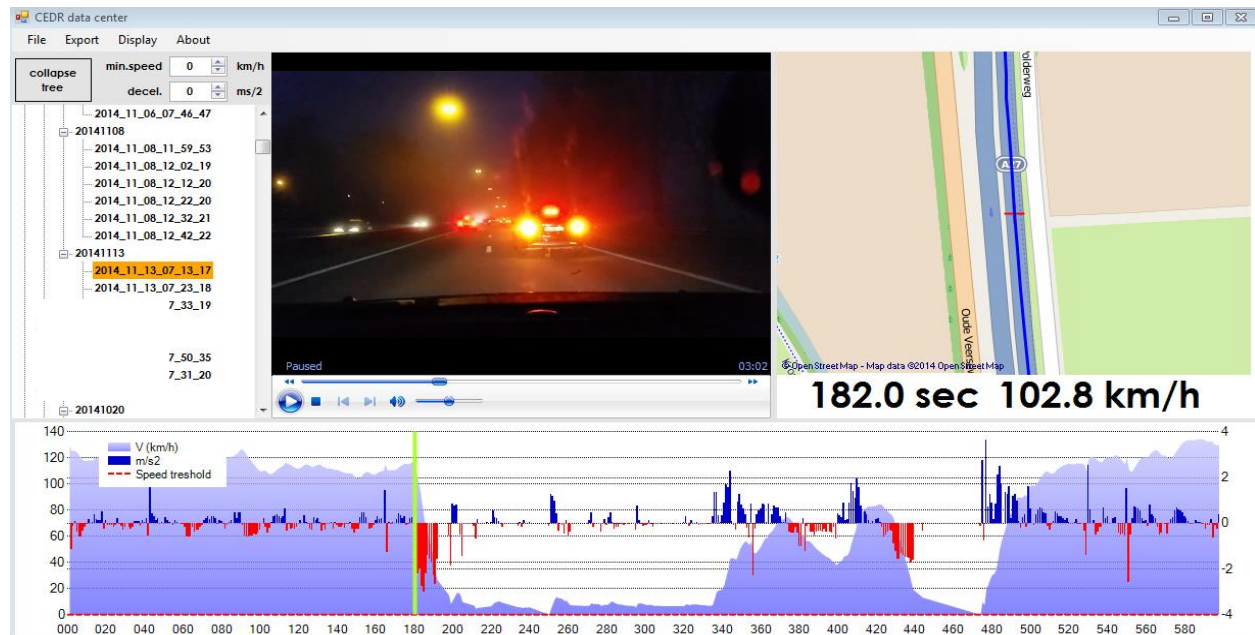 CEDR data center
File Export Display About
collapse
tree
min.speed 0 km/h
decel. 0 ms/2
2014_11_06_07_46_47
20141108
2014_11_08_11_59_53
2014_11_08_12_02_19
2014_11_08_12_12_20
2014_11_08_12_22_20
2014_11_08_12_32_21
2014_11_08_12_42_22
20141113
2014_11_13_07_13_17
2014_11_13_07_23_18
7_33_19
7_50_35
7_31_20
20141020
Paused 03:02
olderweg
A27
Oude Veers
© OpenStreetMap - Map data ©2014 OpenStreetMap
182.0 sec 102.8 km/h
V (km/h)
m/s2
Speed treshold
140
120
100
80
60
40
20
0
4
2
0
-2
-4
000 020 040 060 080 100 120 140 160 180 200 220 240 260 280 300 320 340 360 380 400 420 440 460 480 500 520 540 560 580